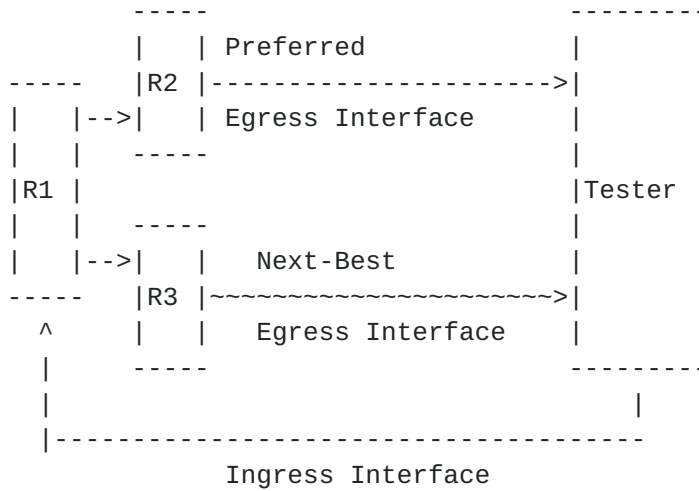 Preferred
R2
Egress Interface
R1
Tester
Next-Best
R3
Egress Interface
Ingress Interface